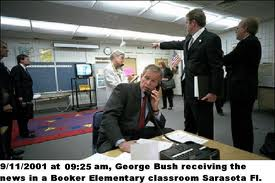 9/11/2001 at 09:25 am, George Bush receiving the
news in a Booker Elementary classroom Sarasota Fl.